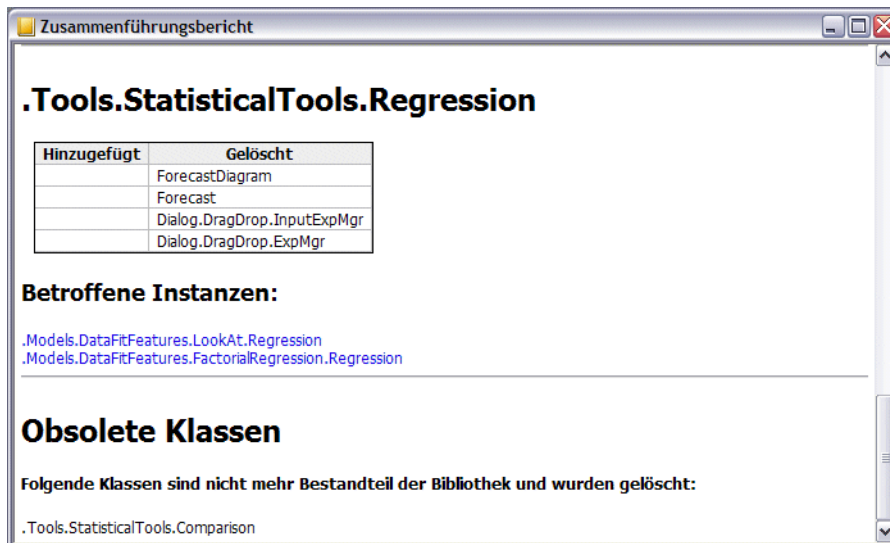 Zusammenführungsbericht
.Tools.StatisticalTools.Regression
Hinzugefügt Gelöscht
ForecastDiagram
Forecast
Dialog.DragDrop.InputExpMgr
Dialog.DragDrop.ExpMgr
Betroffene Instanzen:
.Models.DataFitFeatures.LookAt.Regression
.Models.DataFitFeatures.FactorialRegression.Regression
Obsolete Klassen
Folgende Klassen sind nicht mehr Bestandteil der Bibliothek und wurden gelöscht:
.Tools.StatisticalTools.Comparison